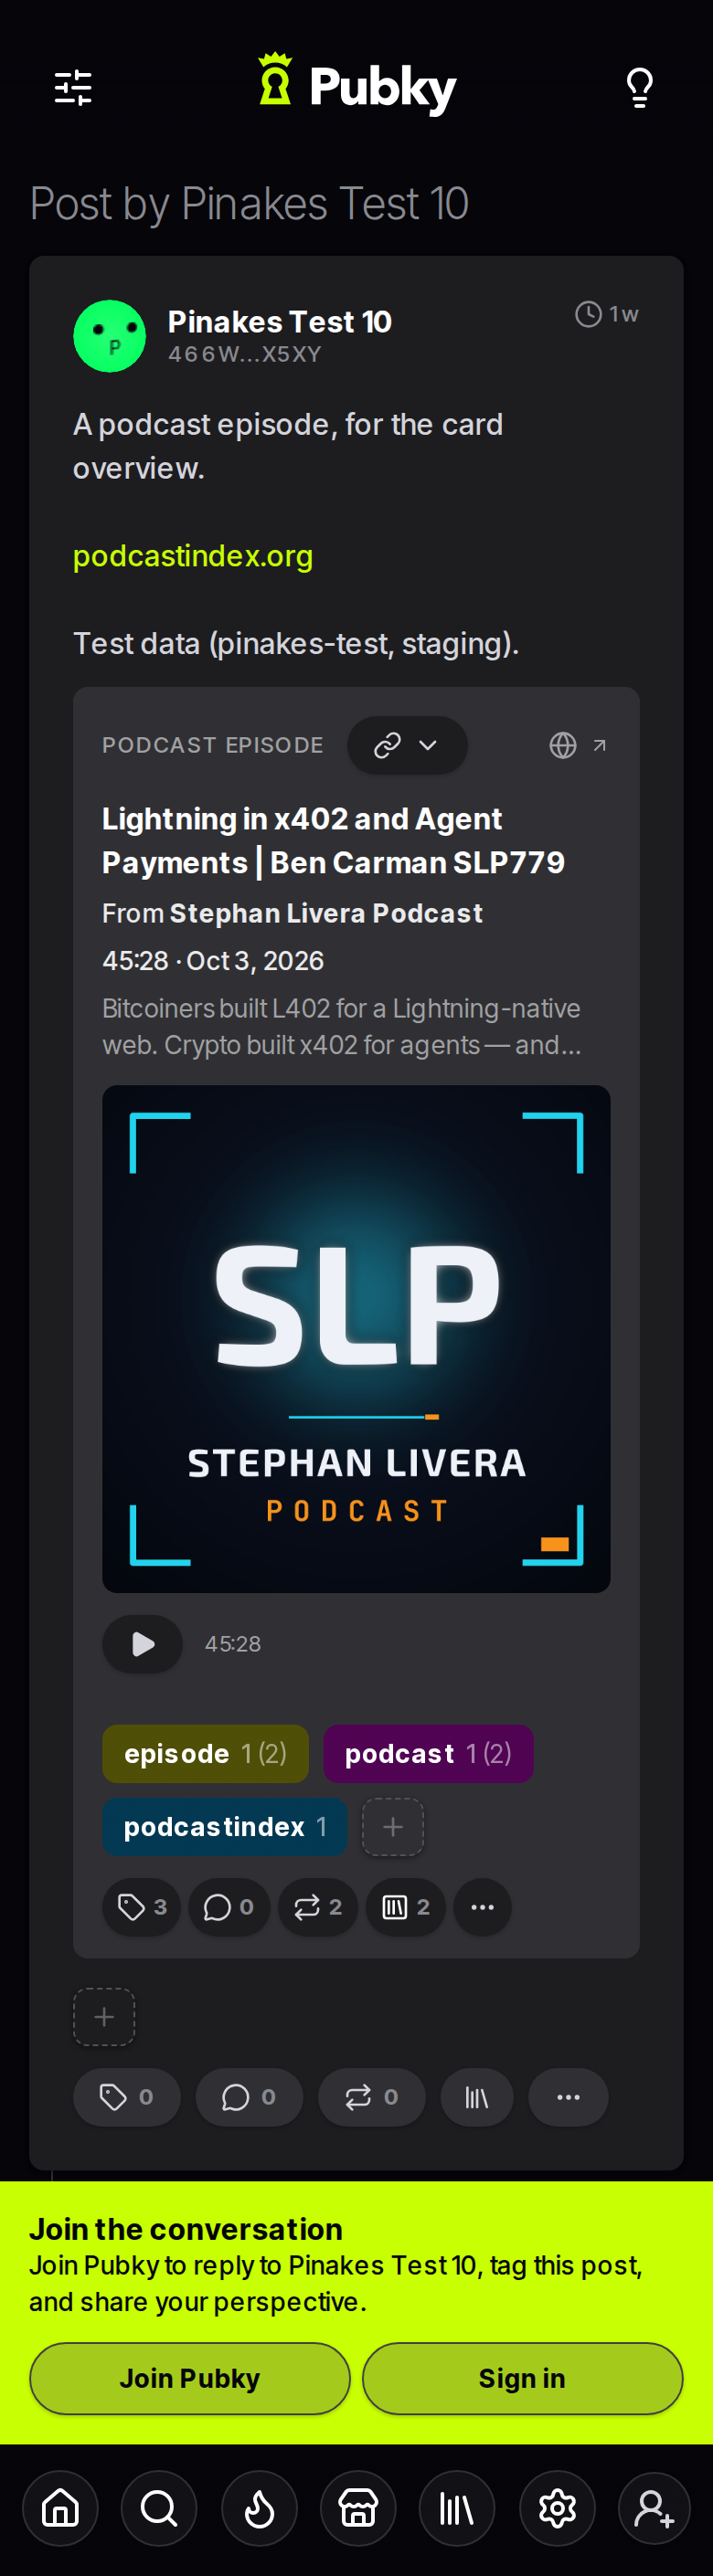 Pubky
Post by Pinakes Test 10
Pinakes Test 10
1w
466W...X5XY
A podcast episode, for the card
overview.
podcastindex.org
Test data (pinakes-test, staging).
PODCAST EPISODE
Lightning in x402 and Agent
Payments | Ben Carman SLP779
From Stephan Livera Podcast
45:28 · Oct 3, 2026
Bitcoiners built L402 for a Lightning-native
web. Crypto built x402 for agents — and...
SLP
STEPHAN LIVERA
PODCAST
45:28
episode 1 (2) podcast 1 (2)
podcastindex 1
3 0 2 2
0 0 0
Join the conversation
Join Pubky to reply to Pinakes Test 10, tag this post,
and share your perspective.
Join Pubky Sign in